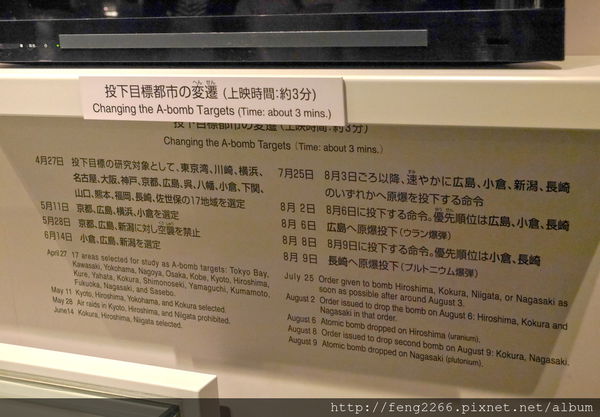 投下目標都市の変遷（上映時間：約3分）
へん せん
Changing the A-bomb Targets (Time: about 3 mins.)
投下目標都市の変遷（上映時間：約3分）
Changing the A-bomb Targets (Time: about 3 mins.)
4月27日 投下目標の研究対象として、東京湾、川崎、横浜、
名古屋、大阪、神戸、京都、広島、呉、八幡、小倉、下関、
山口、熊本、福岡、長崎、佐世保の17地域を選定
5月11日 京都、広島、横浜、小倉を選定
5月28日 京都、広島、新潟に対し空襲を禁止
6月14日 小倉、広島、新潟を選定
April 27 17 areas selected for study as A-bomb targets: Tokyo Bay,
Kawasaki, Yokohama, Nagoya, Osaka, Kobe, Kyoto, Hiroshima,
Kure, Yahata, Kokura, Shimonoseki, Yamaguchi, Kumamoto,
Fukuoka, Nagasaki, and Sasebo.
May 11 Kyoto, Hiroshima, Yokohama, and Kokura selected.
May 28 Air raids in Kyoto, Hiroshima, and Niigata prohibited.
June14 Kokura, Hiroshima, Niigata selected.
7月25日 8月3日ごろ以降、速やかに広島、小倉、新潟、長崎
のいずれかへ原爆を投下する命令
8月 2日 8月6日に投下する命令。優先順位は広島、小倉、長崎
8月 6日 広島へ原爆投下（ウラン爆弾）
8月 8日 8月9日に投下する命令。優先順位は小倉、長崎
8月 9日 長崎へ原爆投下（プルトニウム爆弾）
July 25 Order given to bomb Hiroshima, Kokura, Niigata, or Nagasaki as
soon as possible after around August 3.
August 2 Order issued to drop the bomb on August 6: Hiroshima, Kokura and
Nagasaki in that order.
August 6 Atomic bomb dropped on Hiroshima (uranium).
August 8 Order issued to drop second bomb on August 9: Kokura, Nagasaki.
August 9 Atomic bomb dropped on Nagasaki (plutonium).
http://feng2266.pixnet.net/album